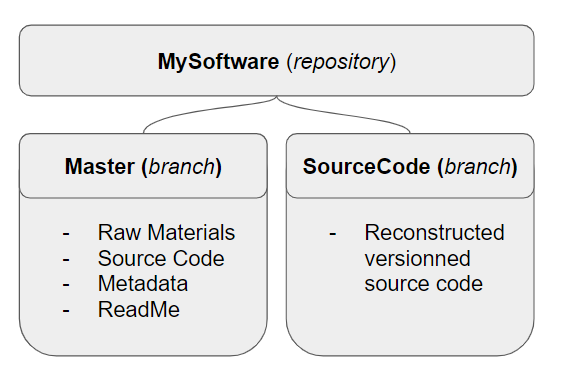 MySoftware (repository)
Master (branch)
- Raw Materials
- Source Code
- Metadata
- ReadMe
SourceCode (branch)
- Reconstructed
versionned
source code